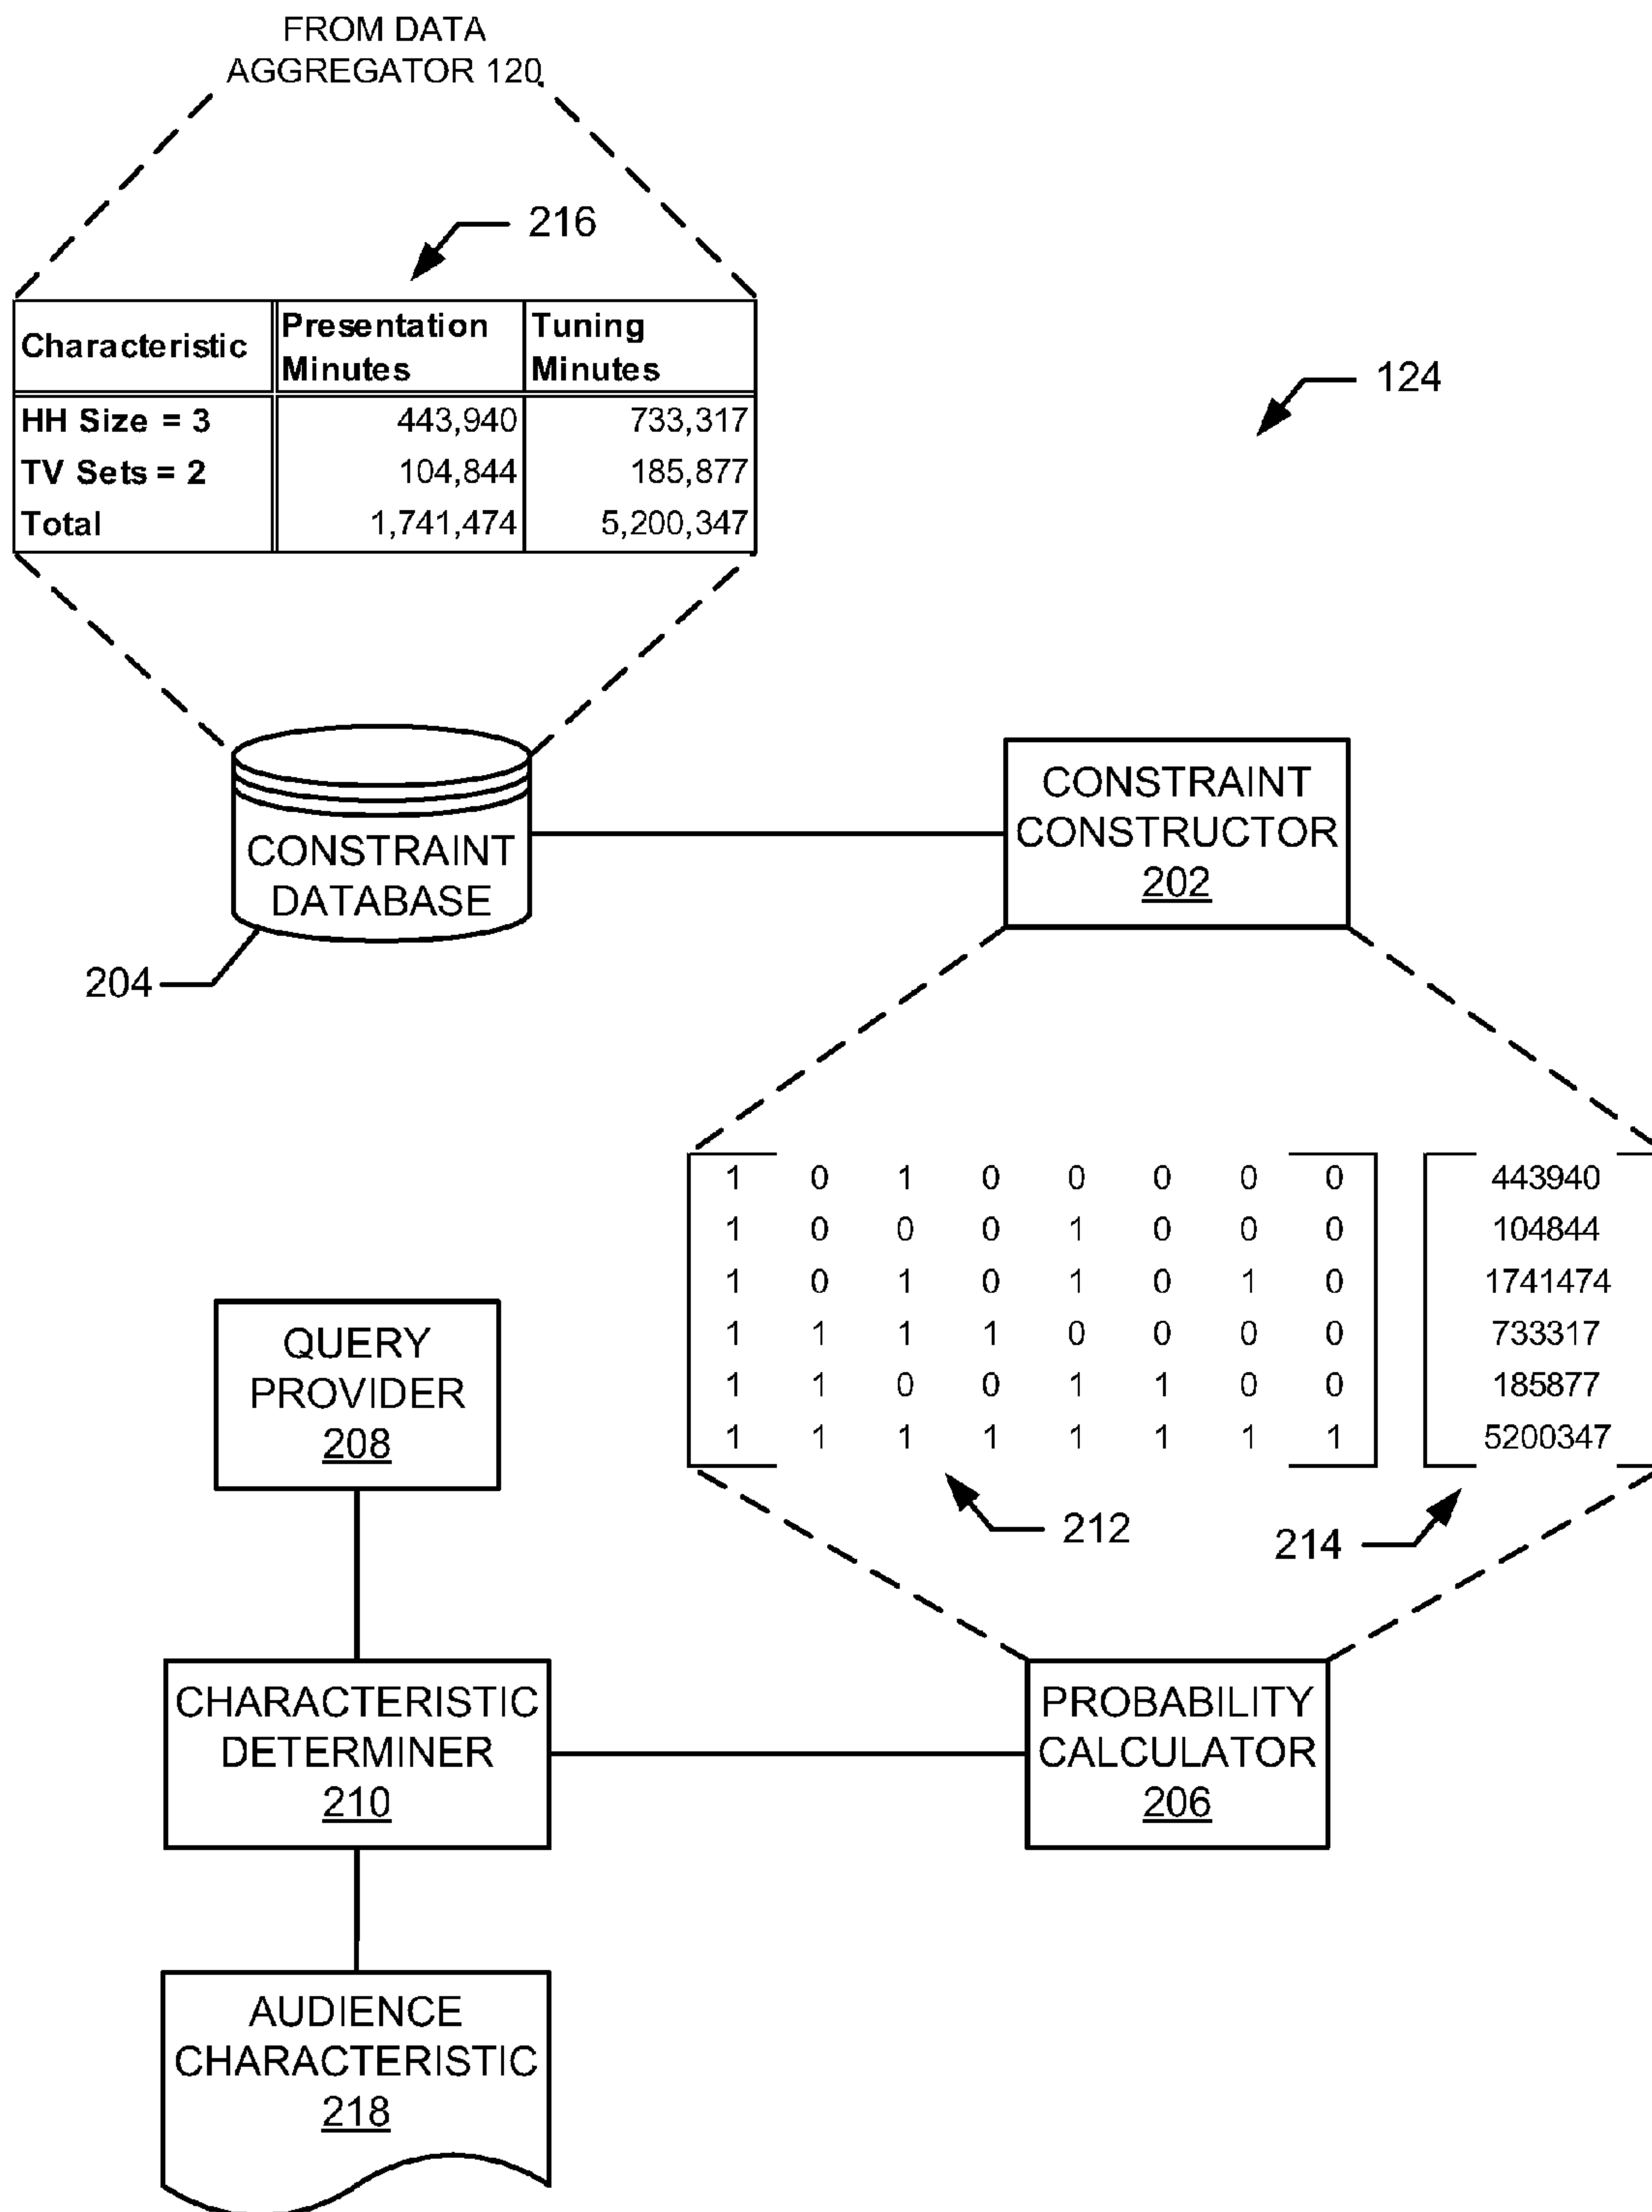 FROM DATA
AGGREGATOR 120
216
Characteristic Presentation Minutes Tuning Minutes
HH Size = 3 443,940 733,317
TV Sets = 2 104,844 185,877
Total 1,741,474 5,200,347
124
CONSTRAINT
DATABASE
204
CONSTRAINT
CONSTRUCTOR
202
1 0 1 0 0 0 0 0 443940
1 0 0 0 1 0 0 0 104844
1 0 1 0 1 0 1 0 1741474
1 1 1 1 0 0 0 0 733317
1 1 0 0 1 1 0 0 185877
1 1 1 1 1 1 1 1 5200347
212
214
QUERY
PROVIDER
208
CHARACTERISTIC
DETERMINER
210
PROBABILITY
CALCULATOR
206
AUDIENCE
CHARACTERISTIC
218